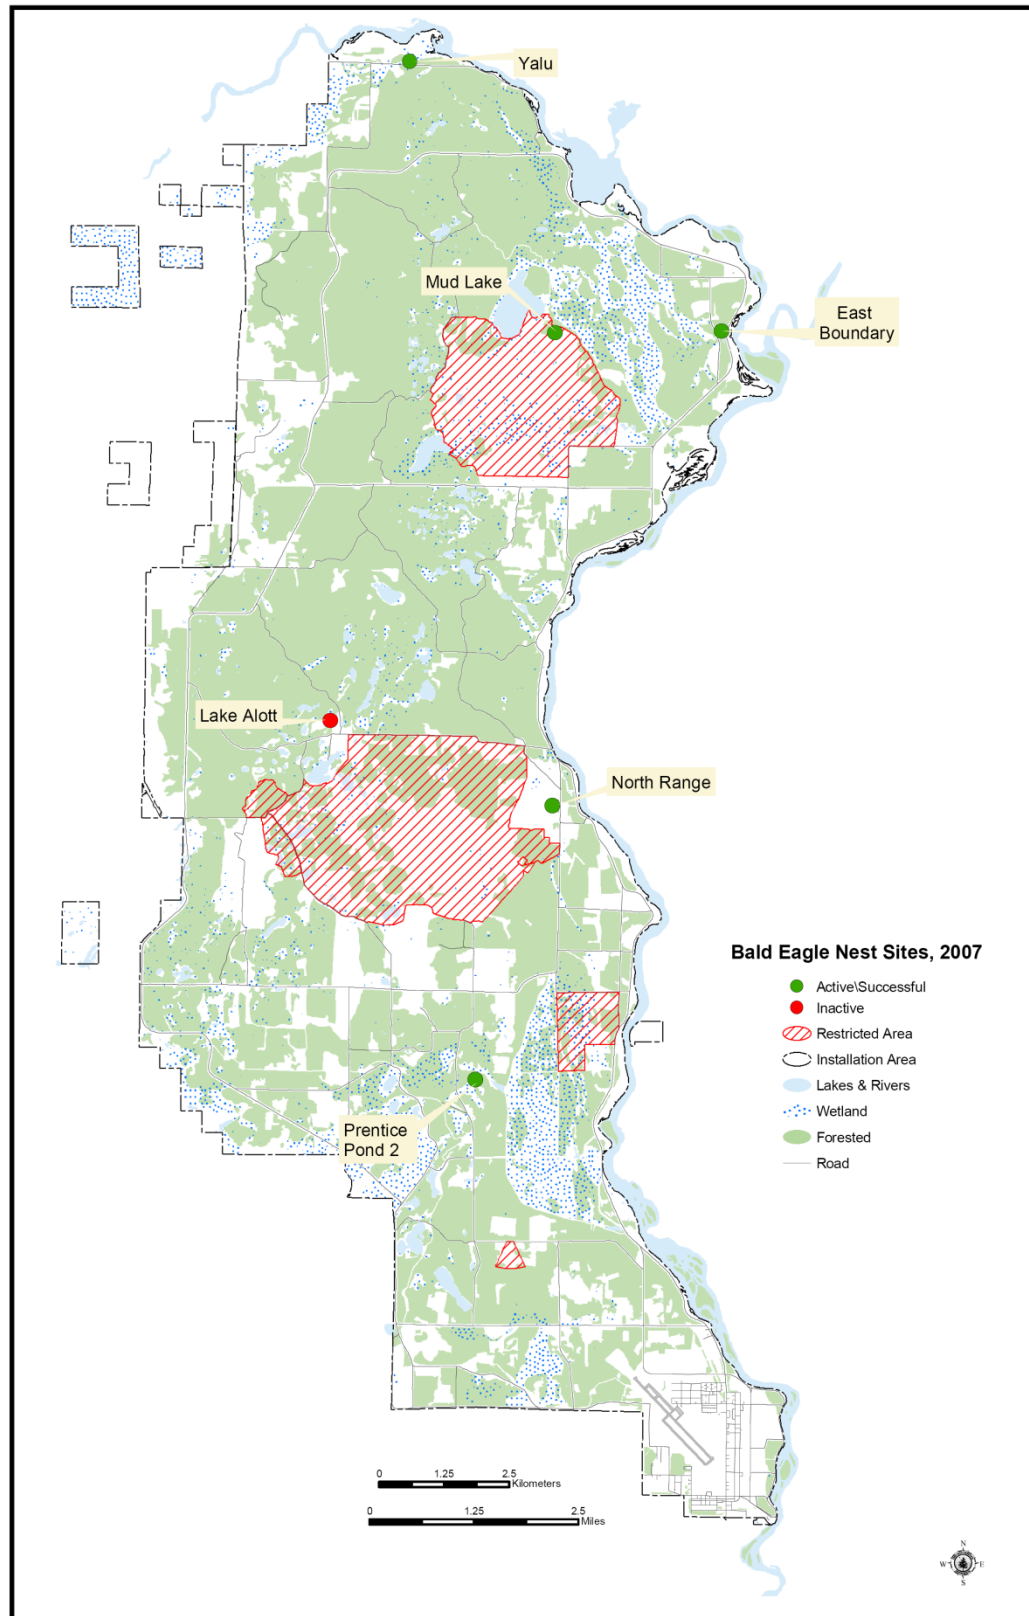 Yalu
Mud Lake
East
Boundary
Lake Alott
North Range
Bald Eagle Nest Sites, 2007
Active\Successful
Inactive
Restricted Area
Installation Area
Lakes & Rivers
Wetland
Forested
Road
Prentice
Pond 2
0 1.25 2.5
Kilometers
0 1.25 2.5
Miles
N
W E
S